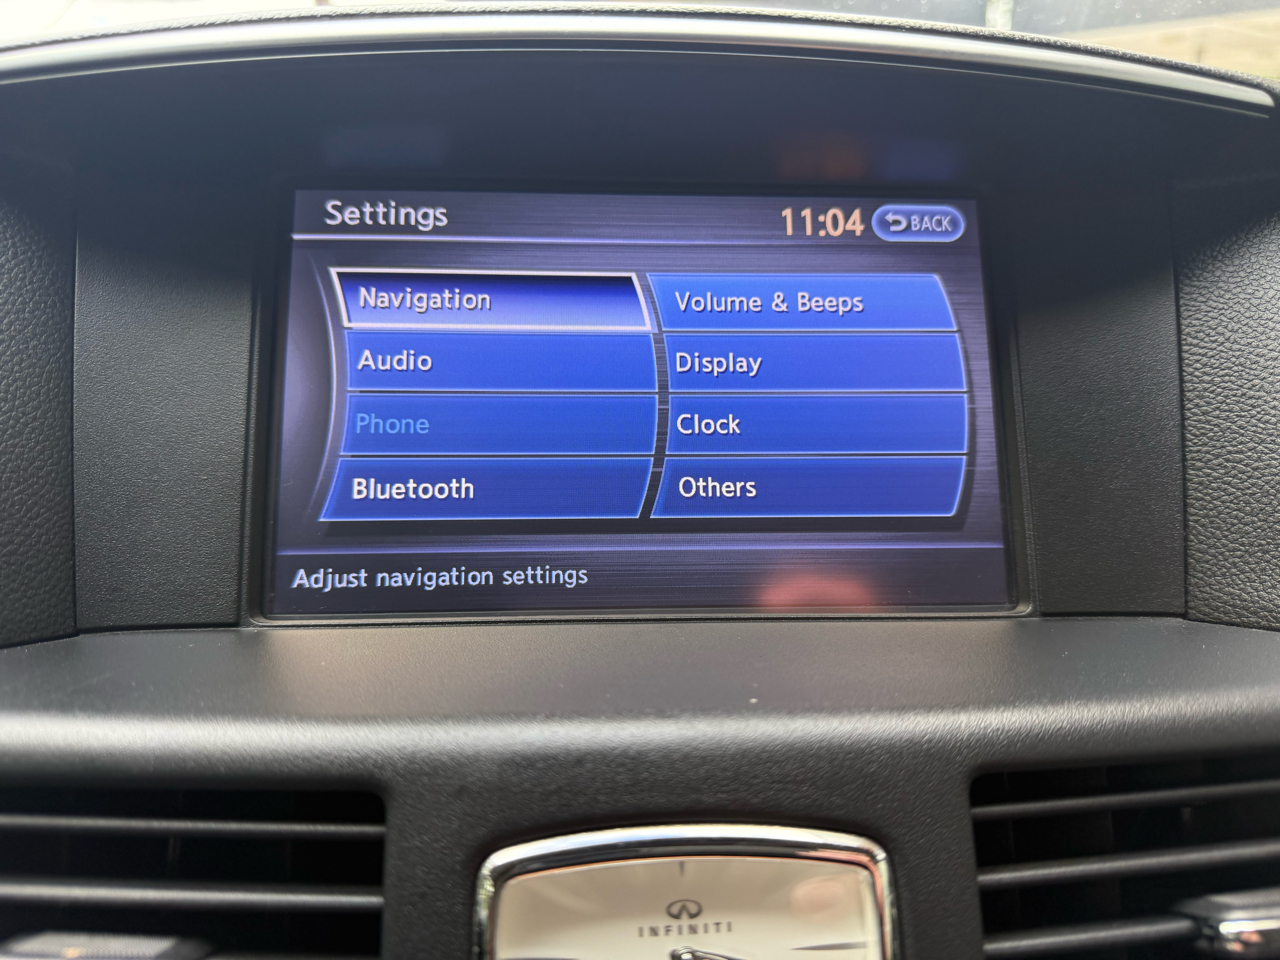 Settings
11:04
BACK
Navigation
Volume & Beeps
Audio
Display
Phone
Clock
Bluetooth
Others
Adjust navigation settings
INFINITI